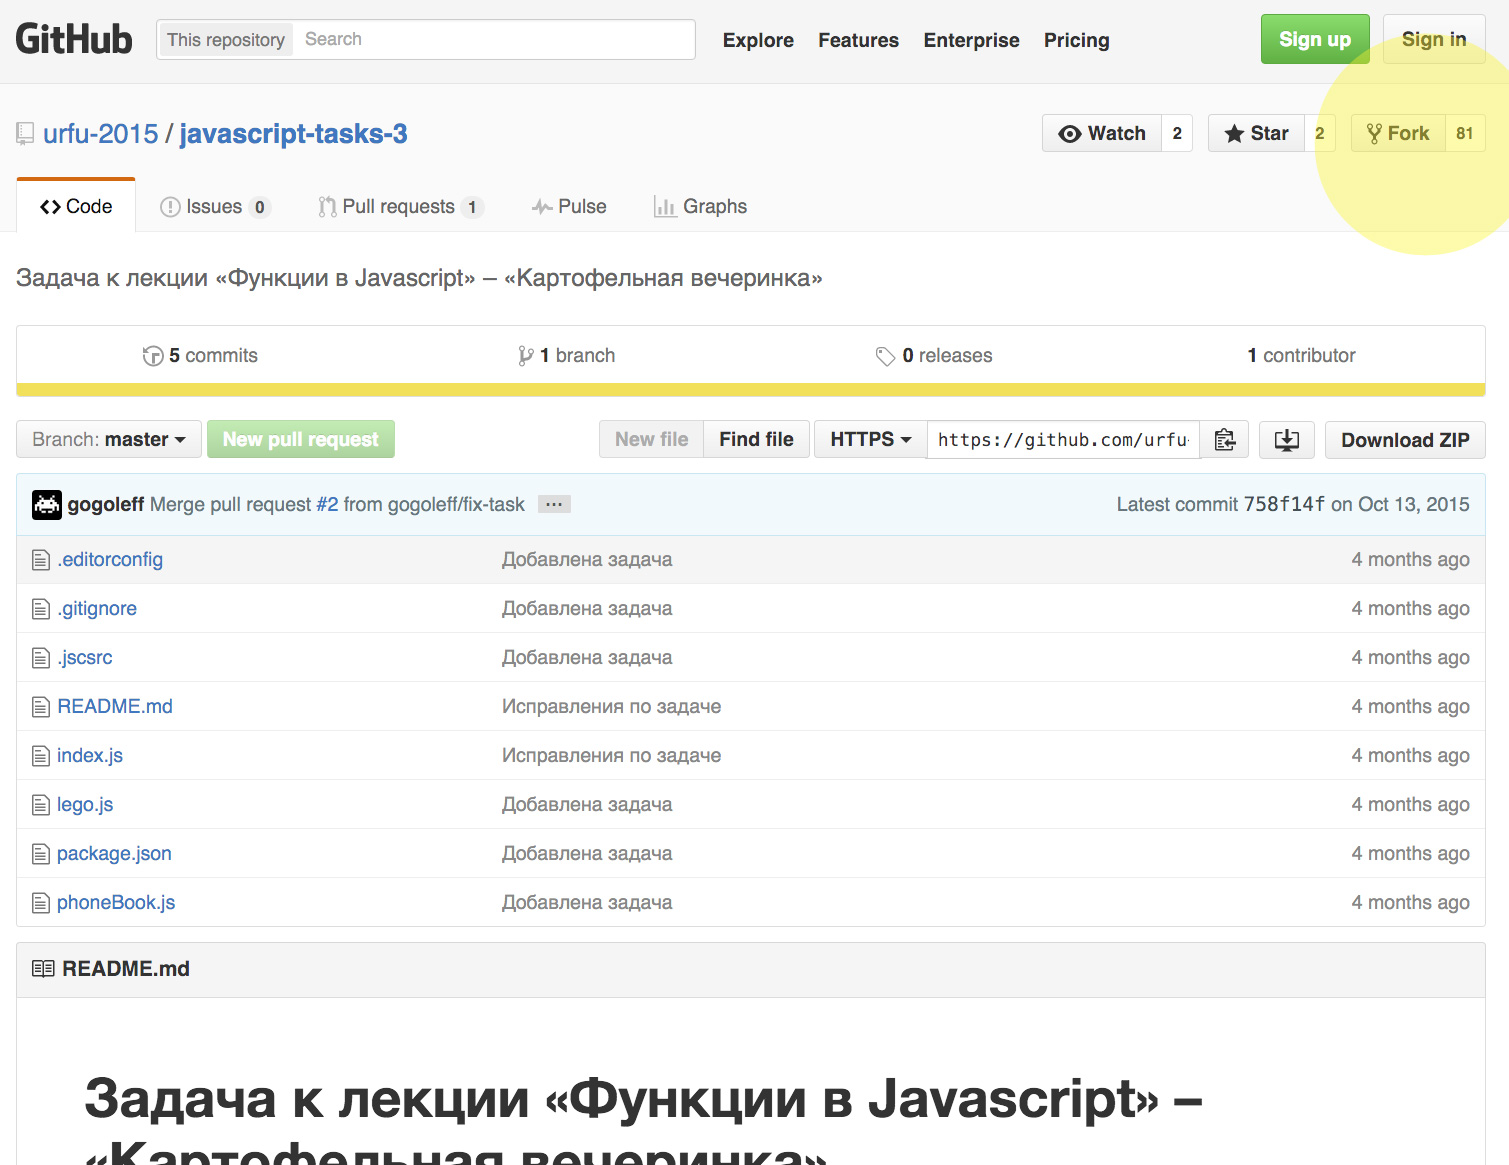 GitHub This repository Search Explore Features Enterprise Pricing Sign up Sign in
urfu-2015 / javascript-tasks-3 Watch 2 Star 2 Fork 81
Code Issues 0 Pull requests 1 Pulse Graphs
Задача к лекции «Функции в Javascript» – «Картофельная вечеринка»
5 commits 1 branch 0 releases 1 contributor
Branch: master New pull request New file Find file HTTPS https://github.com/urfu- Download ZIP
gogoleff Merge pull request #2 from gogoleff/fix-task ... Latest commit 758f14f on Oct 13, 2015
.editorconfig Добавлена задача 4 months ago
.gitignore Добавлена задача 4 months ago
.jscsrc Добавлена задача 4 months ago
README.md Исправления по задаче 4 months ago
index.js Исправления по задаче 4 months ago
lego.js Добавлена задача 4 months ago
package.json Добавлена задача 4 months ago
phoneBook.js Добавлена задача 4 months ago
README.md
Задача к лекции «Функции в Javascript» –
«Картофельная вечеринка»